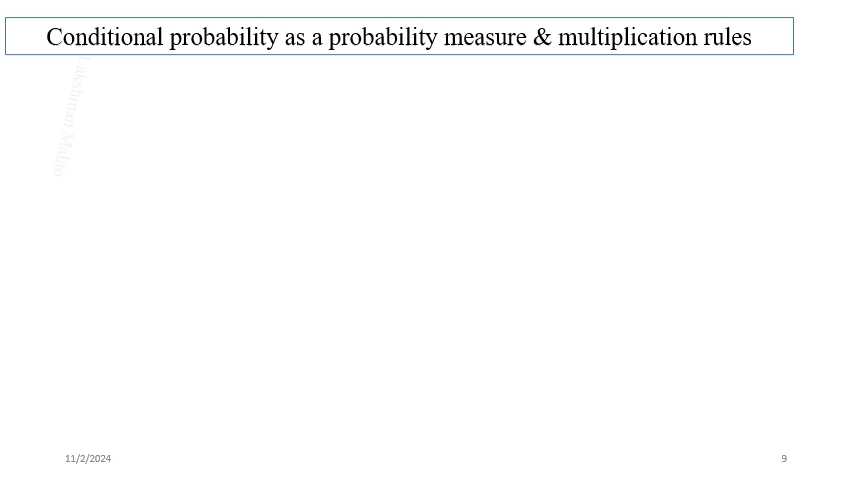 Conditional probability as a probability measure & multiplication rules
Lakshman Mahto
11/2/2024
9